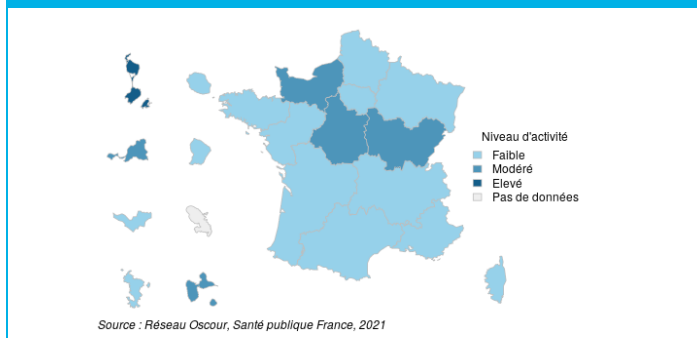 Niveau d'activité
Faible
Modéré
Elevé
Pas de données
Source : Réseau Oscour, Santé publique France, 2021